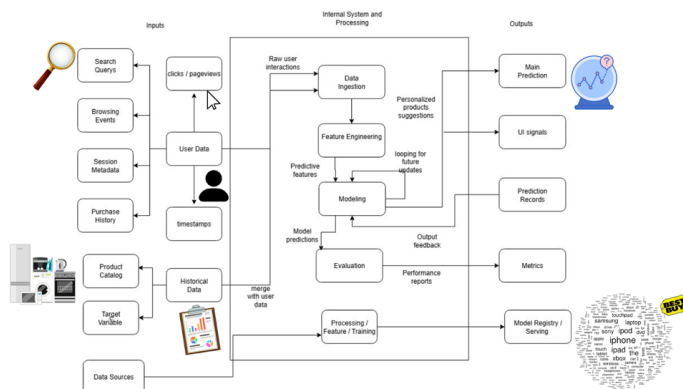 Inputs
Internal System and
Processing
Outputs
Search
Querys
clicks / pageviews
Raw user
interactions
Data
Ingestion
Main
Prediction
?
Browsing
Events
Personalized
products
suggestions
User Data
Feature Engineering
UI signals
Session
Metadata
Predictive
features
looping for
future
updates
Modeling
Prediction
Records
Purchase
History
timestamps
Model
predictions
Output
feedback
Product
Catalog
Historical
Data
merge
with user
data
Evaluation
Performance
reports
Metrics
Target
Variable
Processing /
Feature / Training
Model Registry /
Serving
Data Sources
BEST
BUY
touchpad
samsung
laptop
sony
ipod
iphone
touch
ipad
the
tablet
xbox